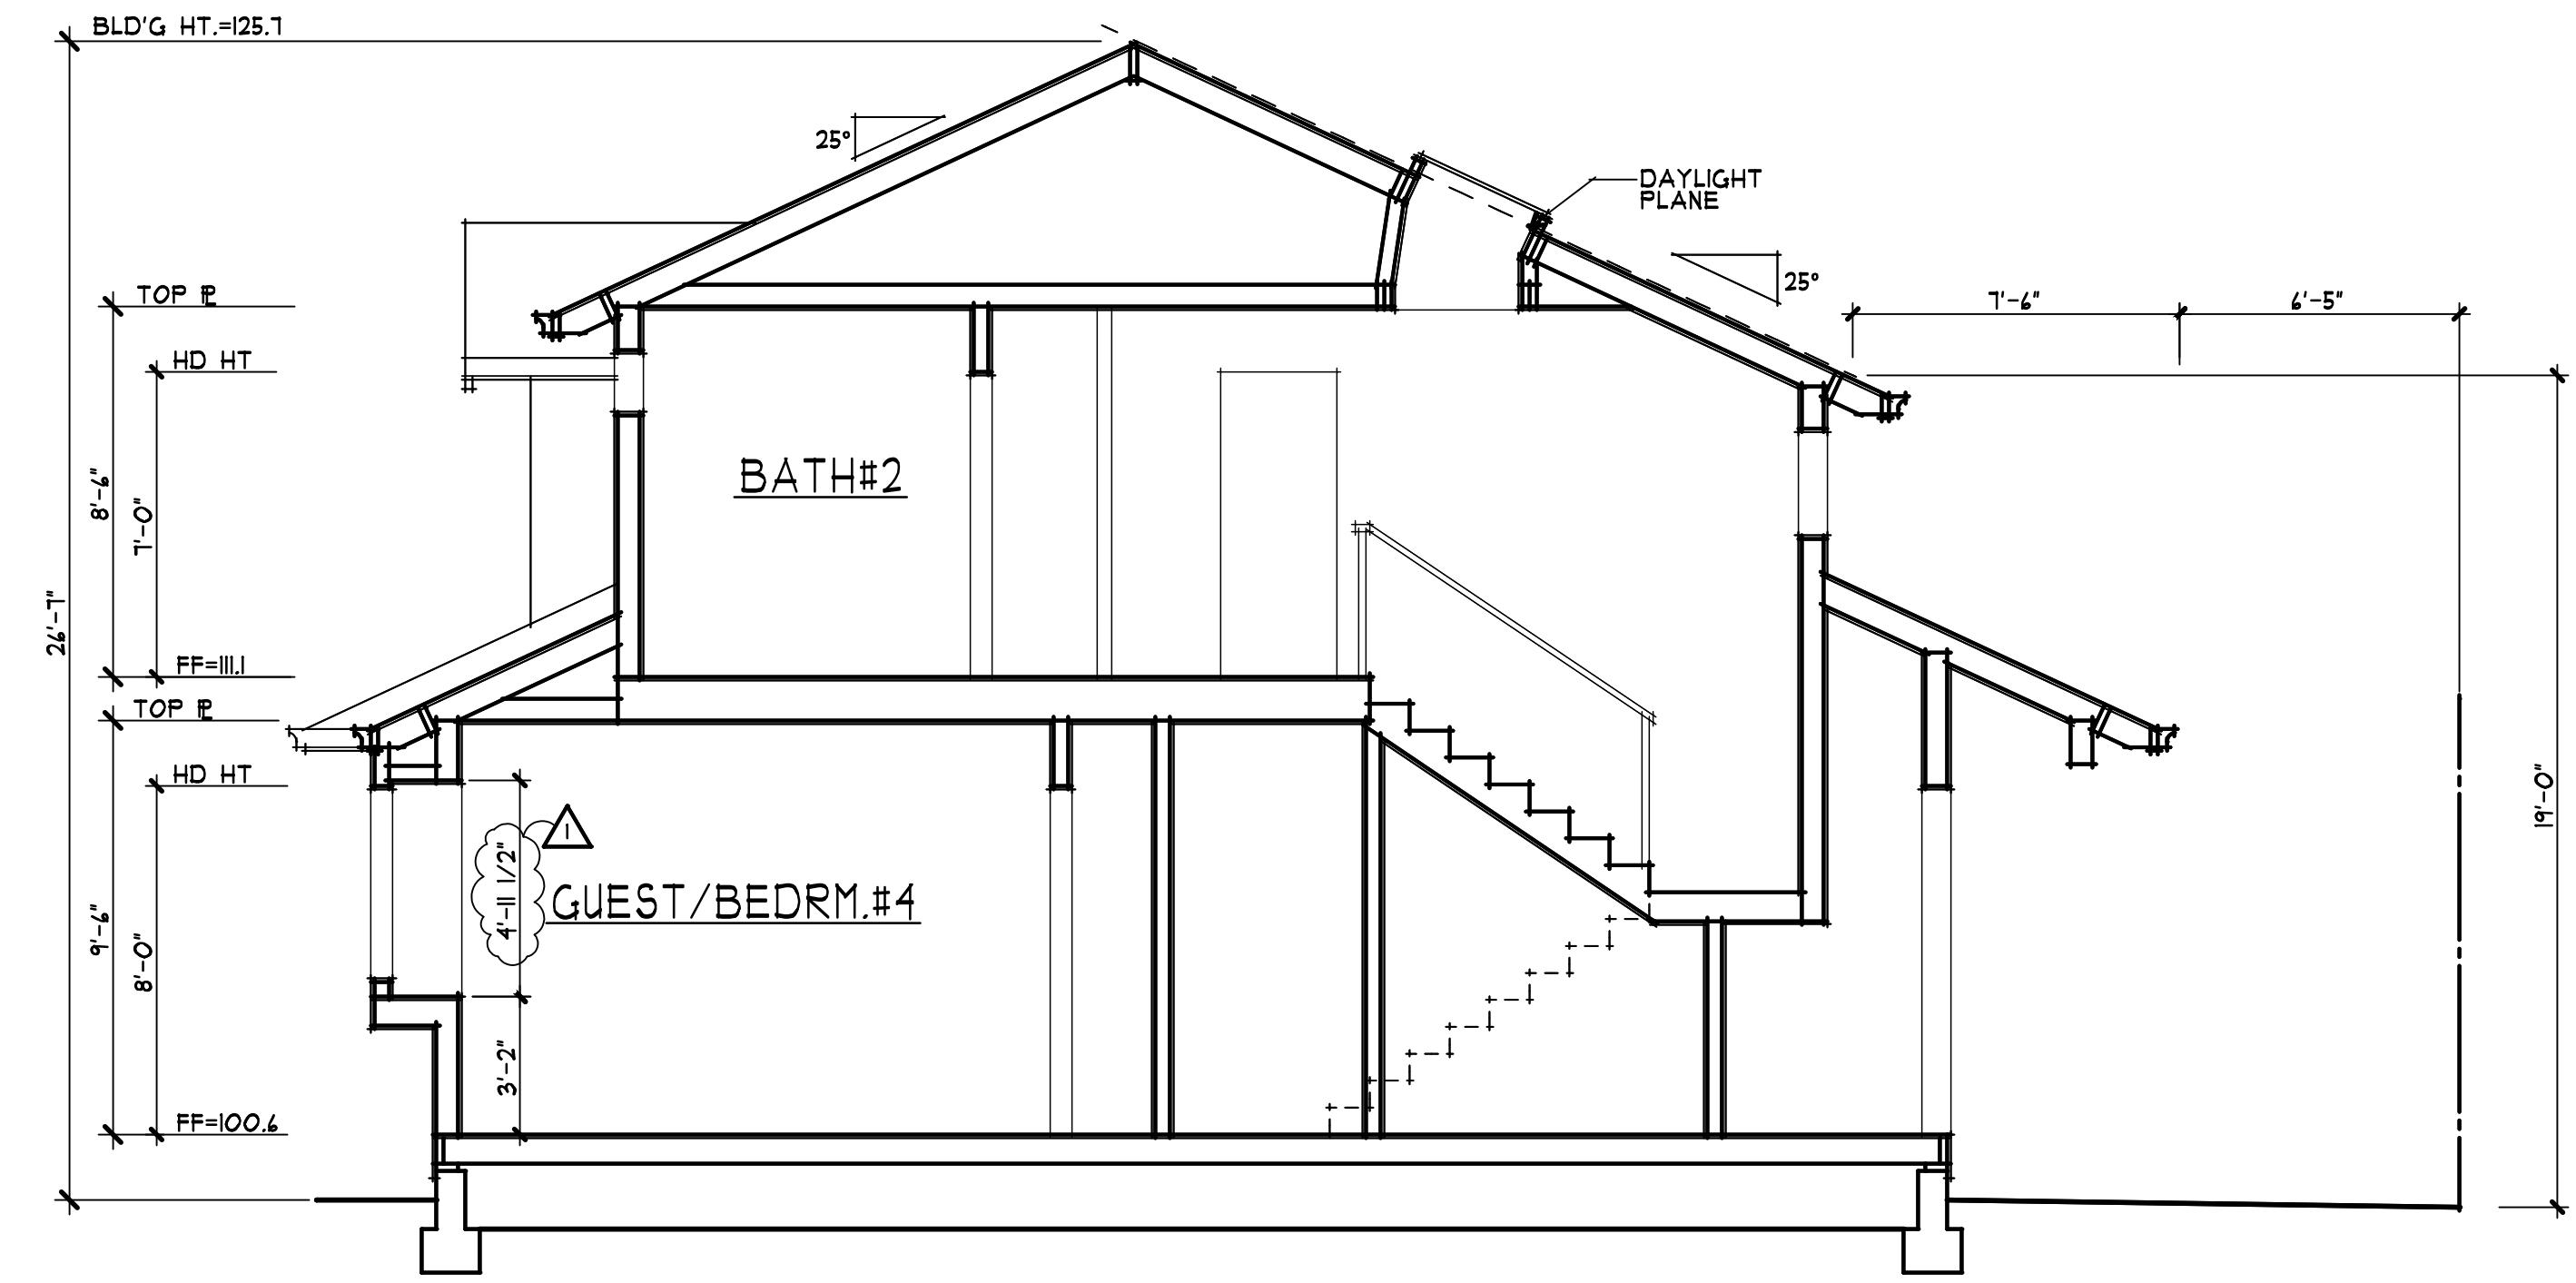 BLD'G HT.=125.7
25°
DAYLIGHT
PLANE
25°
TOP PL
7'-6"
6'-5"
HD HT
BATH#2
8'-6"
7'-0"
26'-7"
FF=111.1
TOP PL
HD HT
19'-0"
1
4'-11 1/2"
GUEST/BEDRM.#4
9'-6"
8'-0"
3'-2"
FF=100.6